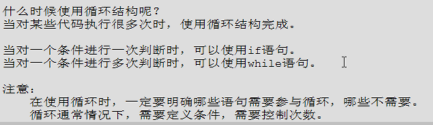 什么时候使用循环结构呢？
当对某些代码执行很多次时，使用循环结构完成。
当对一个条件进行一次判断时，可以使用if语句。
当对一个条件进行多次判断时，可以使用while语句。
注意：
在使用循环时，一定要明确哪些语句需要参与循环，哪些不需要。
循环通常情况下，需要定义条件，需要控制次数。